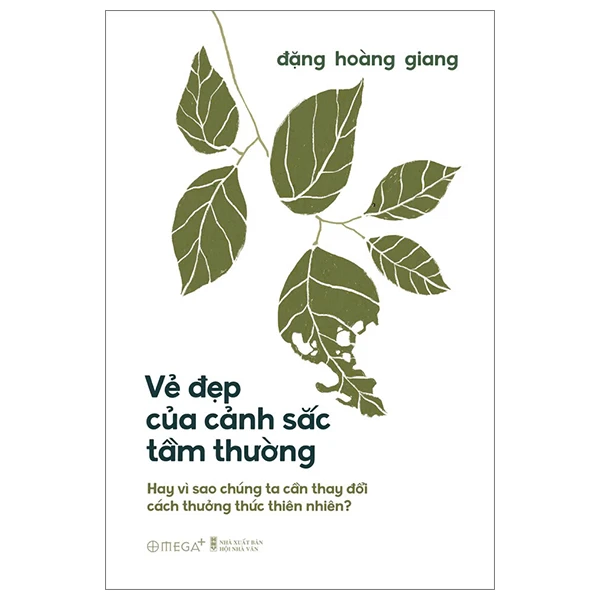 đặng hoàng giang
Vẻ đẹp
của cảnh sắc
tầm thường
Hay vì sao chúng ta cần thay đổi
cách thưởng thức thiên nhiên?
OMEGA+
NHÀ XUẤT BẢN
HỘI NHÀ VĂN